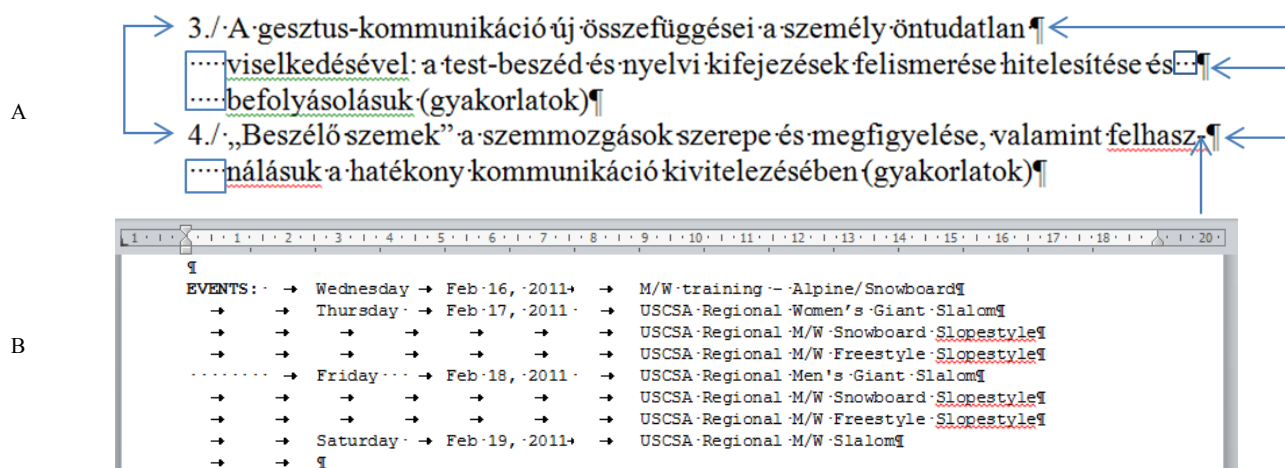 3./ A gesztus-kommunikáció új összefüggései a személy öntudatlan¶
viselkedésével: a test-beszéd és nyelvi kifejezések felismerése hitelesítése és ¶
A
befolyásolásuk (gyakorlatok)¶
4./ „Beszélő szemek” a szemmozgások szerepe és megfigyelése, valamint felhasz-¶
nálásuk a hatékony kommunikáció kivitelezésében (gyakorlatok)¶
1 1 2 3 4 5 6 7 8 9 10 11 12 13 14 15 16 17 18 20
¶
EVENTS: → Wednesday → Feb 16, 2011→ → M/W training – Alpine/Snowboard¶
→ → Thursday → Feb 17, 2011 → USCSA Regional Women’s Giant Slalom¶
→ → → → → → → USCSA Regional M/W Snowboard Slopestyle¶
B
→ → → → → → → USCSA Regional M/W Freestyle Slopestyle¶
→ Friday → Feb 18, 2011 → USCSA Regional Men's Giant Slalom¶
→ → → → → → → USCSA Regional M/W Snowboard Slopestyle¶
→ → → → → → → USCSA Regional M/W Freestyle Slopestyle¶
→ → Saturday → Feb 19, 2011→ → USCSA Regional M/W Slalom¶
→ → ¶